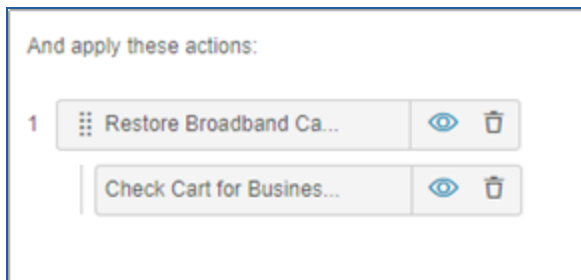 And apply these actions:
1 Restore Broadband Ca...
Check Cart for Busines...